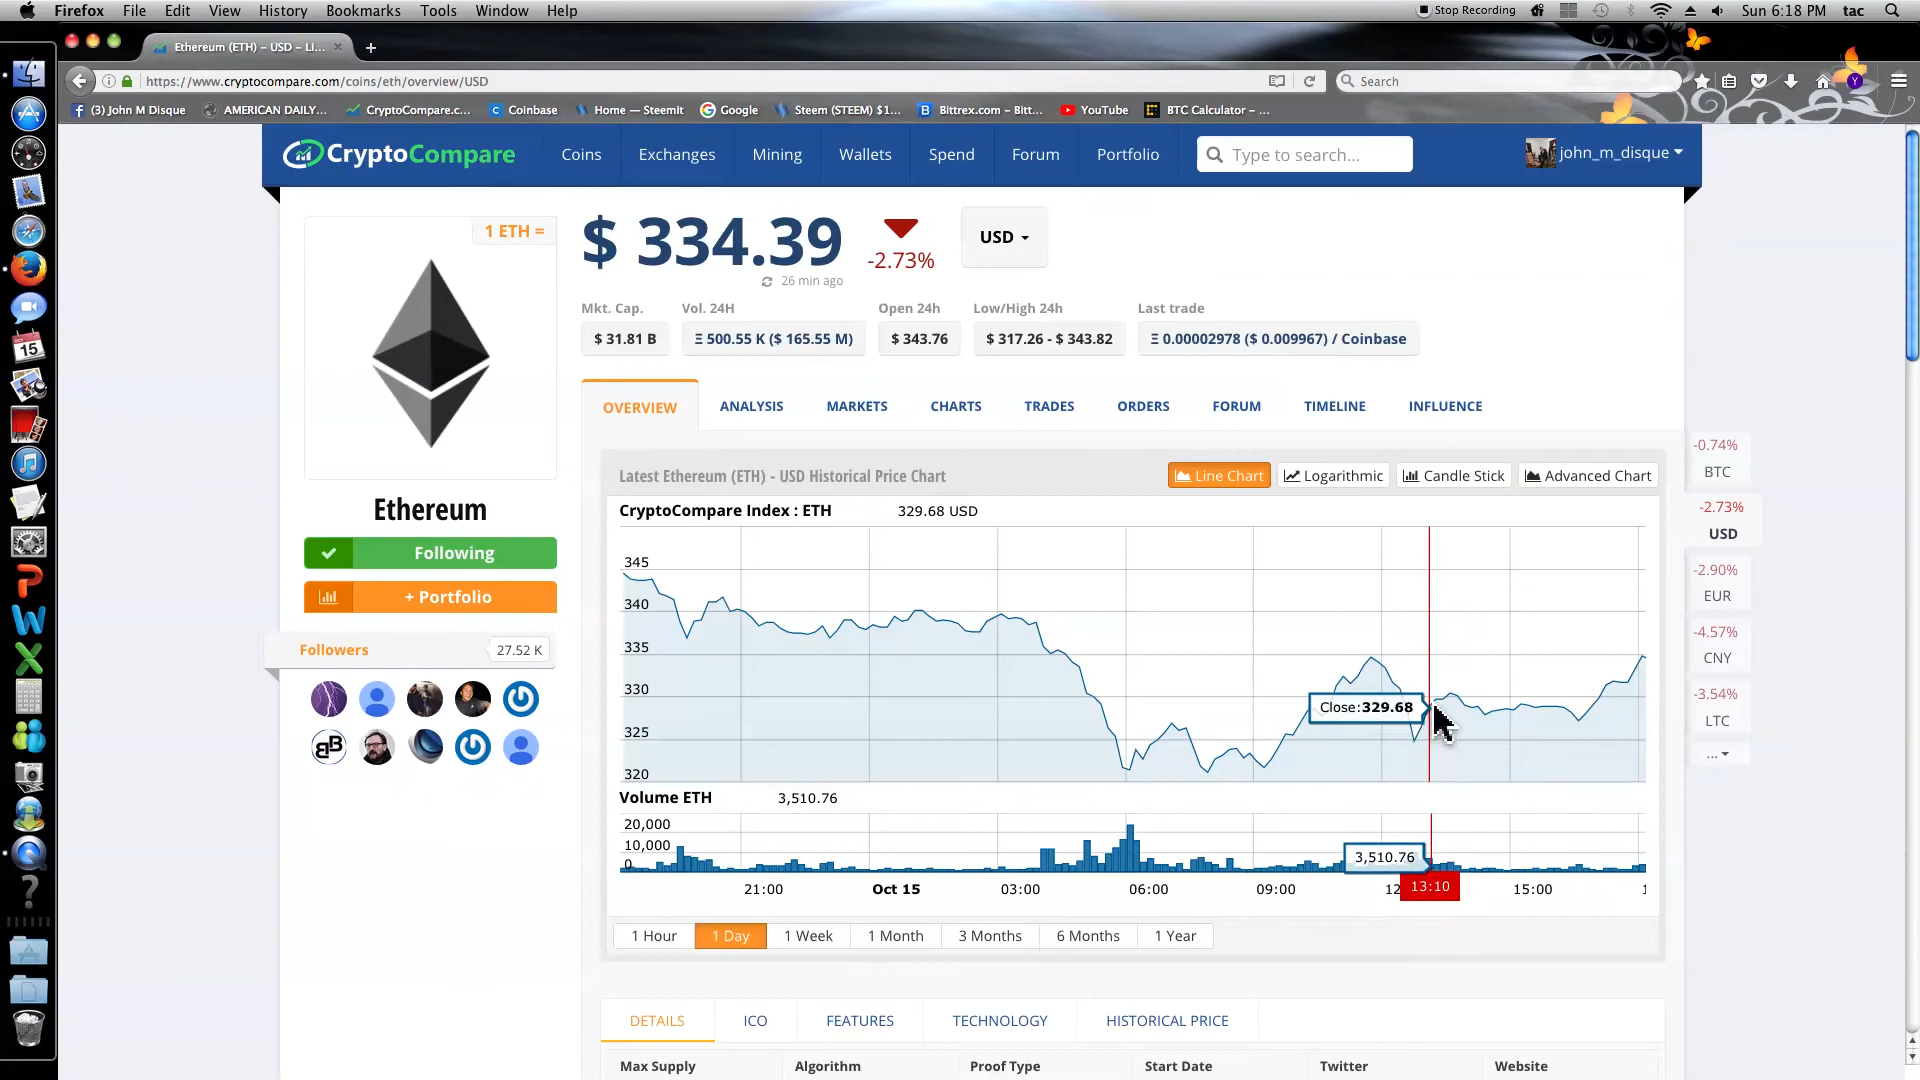 Firefox File Edit View History Bookmarks Tools Window Help Stop Recording Sun 6:18 PM tac
Ethereum (ETH) – USD – Li...
https://www.cryptocompare.com/coins/eth/overview/USD Search
(3) John M Disque AMERICAN DAILY... CryptoCompare.c... Coinbase Home — Steemit Google Steem (STEEM) $1... Bittrex.com – Bitt... YouTube BTC Calculator – ...
CryptoCompare Coins Exchanges Mining Wallets Spend Forum Portfolio Type to search... john_m_disque
1 ETH =
$ 334.39 -2.73% USD
26 min ago
Mkt. Cap. Vol. 24H Open 24h Low/High 24h Last trade
$ 31.81 B Ξ 500.55 K ($ 165.55 M) $ 343.76 $ 317.26 - $ 343.82 Ξ 0.00002978 ($ 0.009967) / Coinbase
OVERVIEW ANALYSIS MARKETS CHARTS TRADES ORDERS FORUM TIMELINE INFLUENCE
Latest Ethereum (ETH) - USD Historical Price Chart Line Chart Logarithmic Candle Stick Advanced Chart
CryptoCompare Index : ETH 329.68 USD
345
340
335
330
325
320
Close:329.68
Volume ETH 3,510.76
20,000
10,000
0
3,510.76
21:00 Oct 15 03:00 06:00 09:00 12 13:10 15:00 1
1 Hour 1 Day 1 Week 1 Month 3 Months 6 Months 1 Year
Ethereum
Following
+ Portfolio
Followers 27.52 K
BB
OCT
15
P
W
X
?
-0.74%
BTC
-2.73%
USD
-2.90%
EUR
-4.57%
CNY
-3.54%
LTC
...
DETAILS ICO FEATURES TECHNOLOGY HISTORICAL PRICE
Max Supply Algorithm Proof Type Start Date Twitter Website